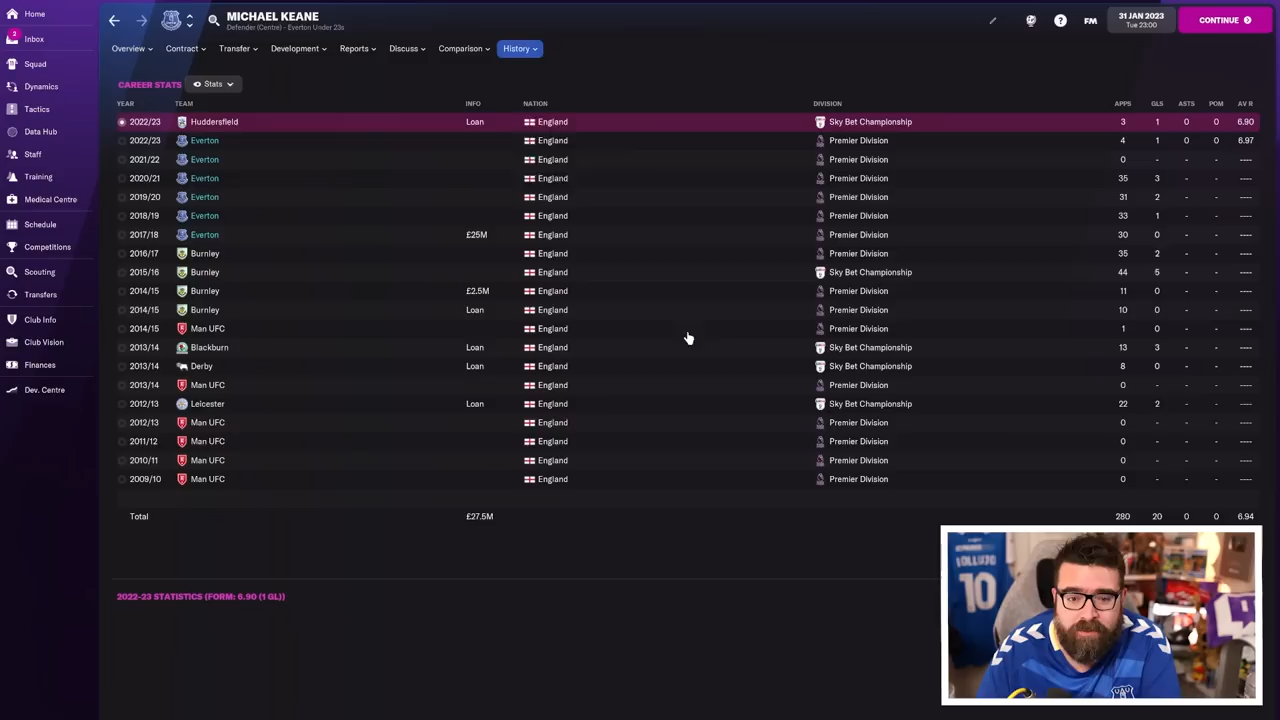 Home
MICHAEL KEANE
Defender (Centre) - Everton Under 23s
FM
31 JAN 2023
Tue 23:00
CONTINUE
3
Inbox
Squad
Dynamics
Tactics
Data Hub
Staff
Training
Medical Centre
Schedule
Competitions
Scouting
Transfers
Club Info
Club Vision
Finances
Dev. Centre
Overview Contract Transfer Development Reports Discuss Comparison History
CAREER STATS Stats
YEAR TEAM INFO NATION DIVISION APPS GLS ASTS POM AV R
2022/23 Huddersfield Loan England Sky Bet Championship 3 1 0 0 6.90
2022/23 Everton England Premier Division 4 1 0 0 6.97
2021/22 Everton England Premier Division 0 - - - ----
2020/21 Everton England Premier Division 35 3 - - ----
2019/20 Everton England Premier Division 31 2 - - ----
2018/19 Everton England Premier Division 33 1 - - ----
2017/18 Everton £25M England Premier Division 30 0 - - ----
2016/17 Burnley England Premier Division 35 2 - - ----
2015/16 Burnley England Sky Bet Championship 44 5 - - ----
2014/15 Burnley £2.5M England Premier Division 11 0 - - ----
2014/15 Burnley Loan England Premier Division 10 0 - - ----
2014/15 Man UFC England Premier Division 1 0 - - ----
2013/14 Blackburn Loan England Sky Bet Championship 13 3 - - ----
2013/14 Derby Loan England Sky Bet Championship 8 0 - - ----
2013/14 Man UFC England Premier Division 0 - - - ----
2012/13 Leicester Loan England Sky Bet Championship 22 2 - - ----
2012/13 Man UFC England Premier Division 0 - - - ----
2011/12 Man UFC England Premier Division 0 - - - ----
2010/11 Man UFC England Premier Division 0 - - - ----
2009/10 Man UFC England Premier Division 0 - - - ----
Total £27.5M 280 20 0 0 6.94
2022-23 STATISTICS (FORM: 6.90 (1 GL))
LOLLUJO
10